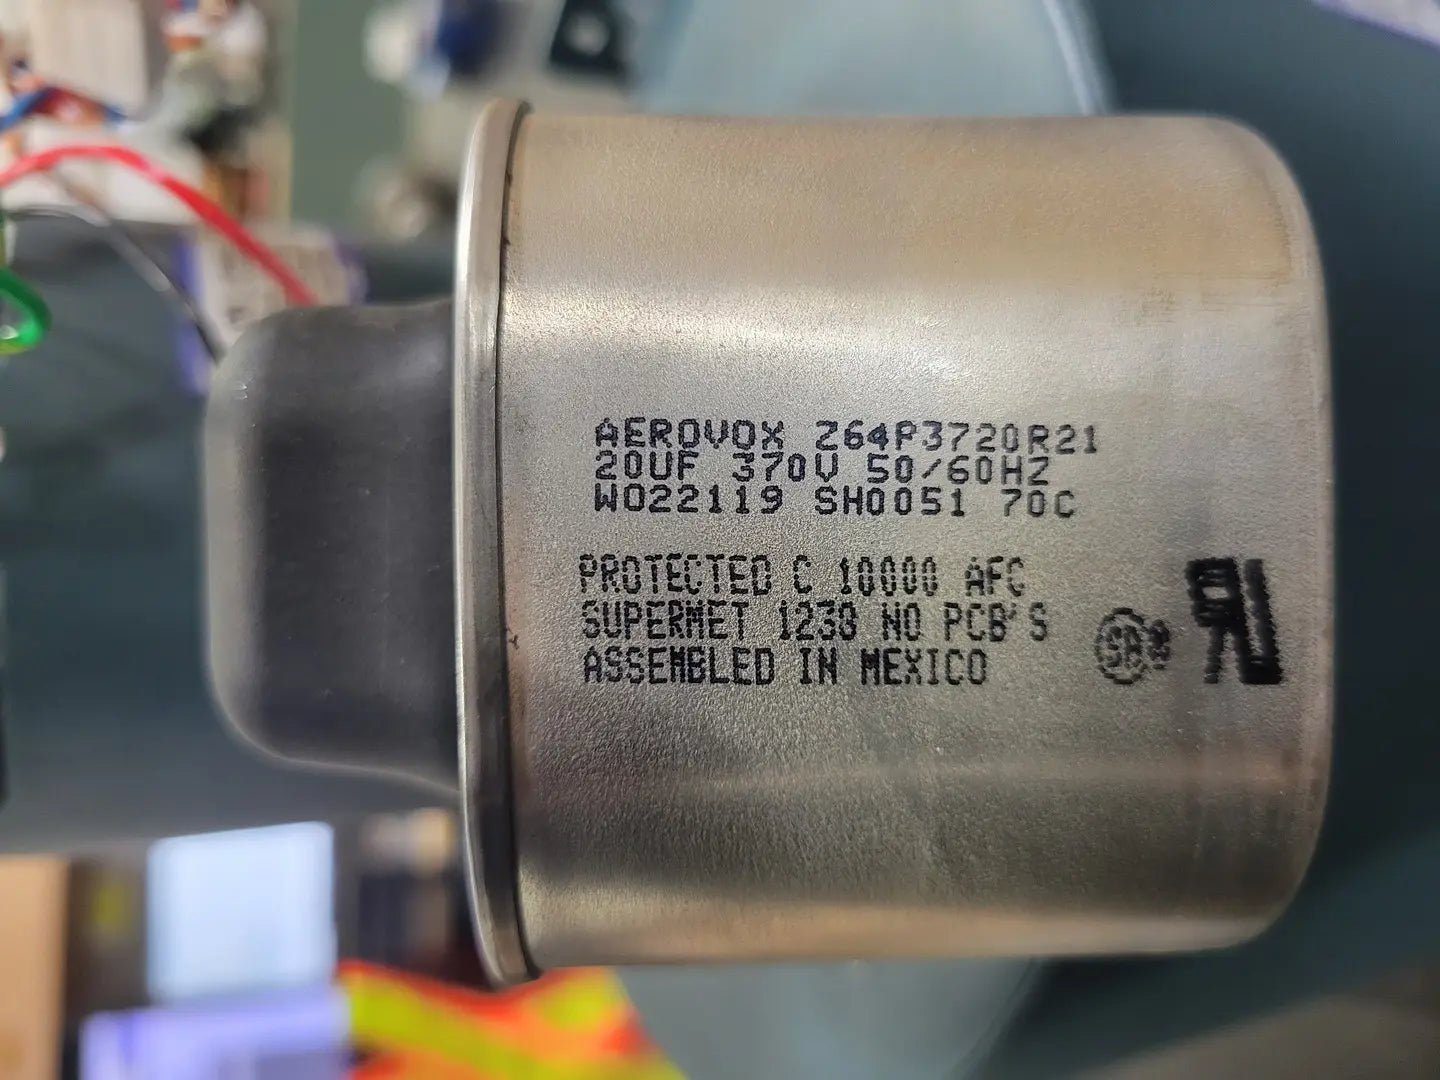 AEROVOX Z64P3720R21
20UF 370V 50/60HZ
W022119 SH0051 70C
PROTECTED C 10000 AFC
SUPERMET 1238 NO PCB'S
ASSEMBLED IN MEXICO